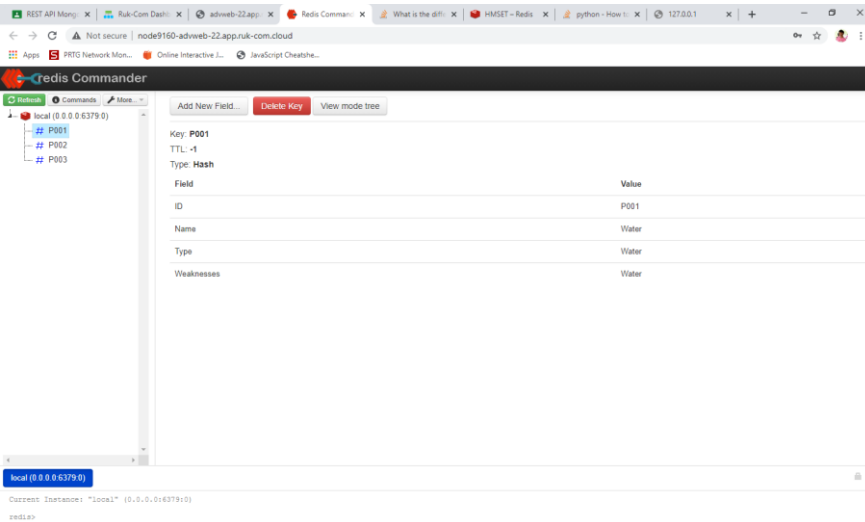 REST API Mongo
Ruk-Com Dashb
advweb-22.app.r
Redis Command
What is the diffe
HMSET – Redis
python - How to
127.0.0.1
Not secure | node9160-advweb-22.app.ruk-com.cloud
Apps
PRTG Network Mon...
Online Interactive J...
JavaScript Cheatshe...
redis Commander
Refresh
Commands
More...
Add New Field...
Delete Key
View mode tree
local (0.0.0.0:6379:0)
# P001
# P002
# P003
Key: P001
TTL: -1
Type: Hash
Field Value
ID P001
Name Water
Type Water
Weaknesses Water
local (0.0.0.0:6379:0)
Current Instance: "local" (0.0.0.0:6379:0)
redis>